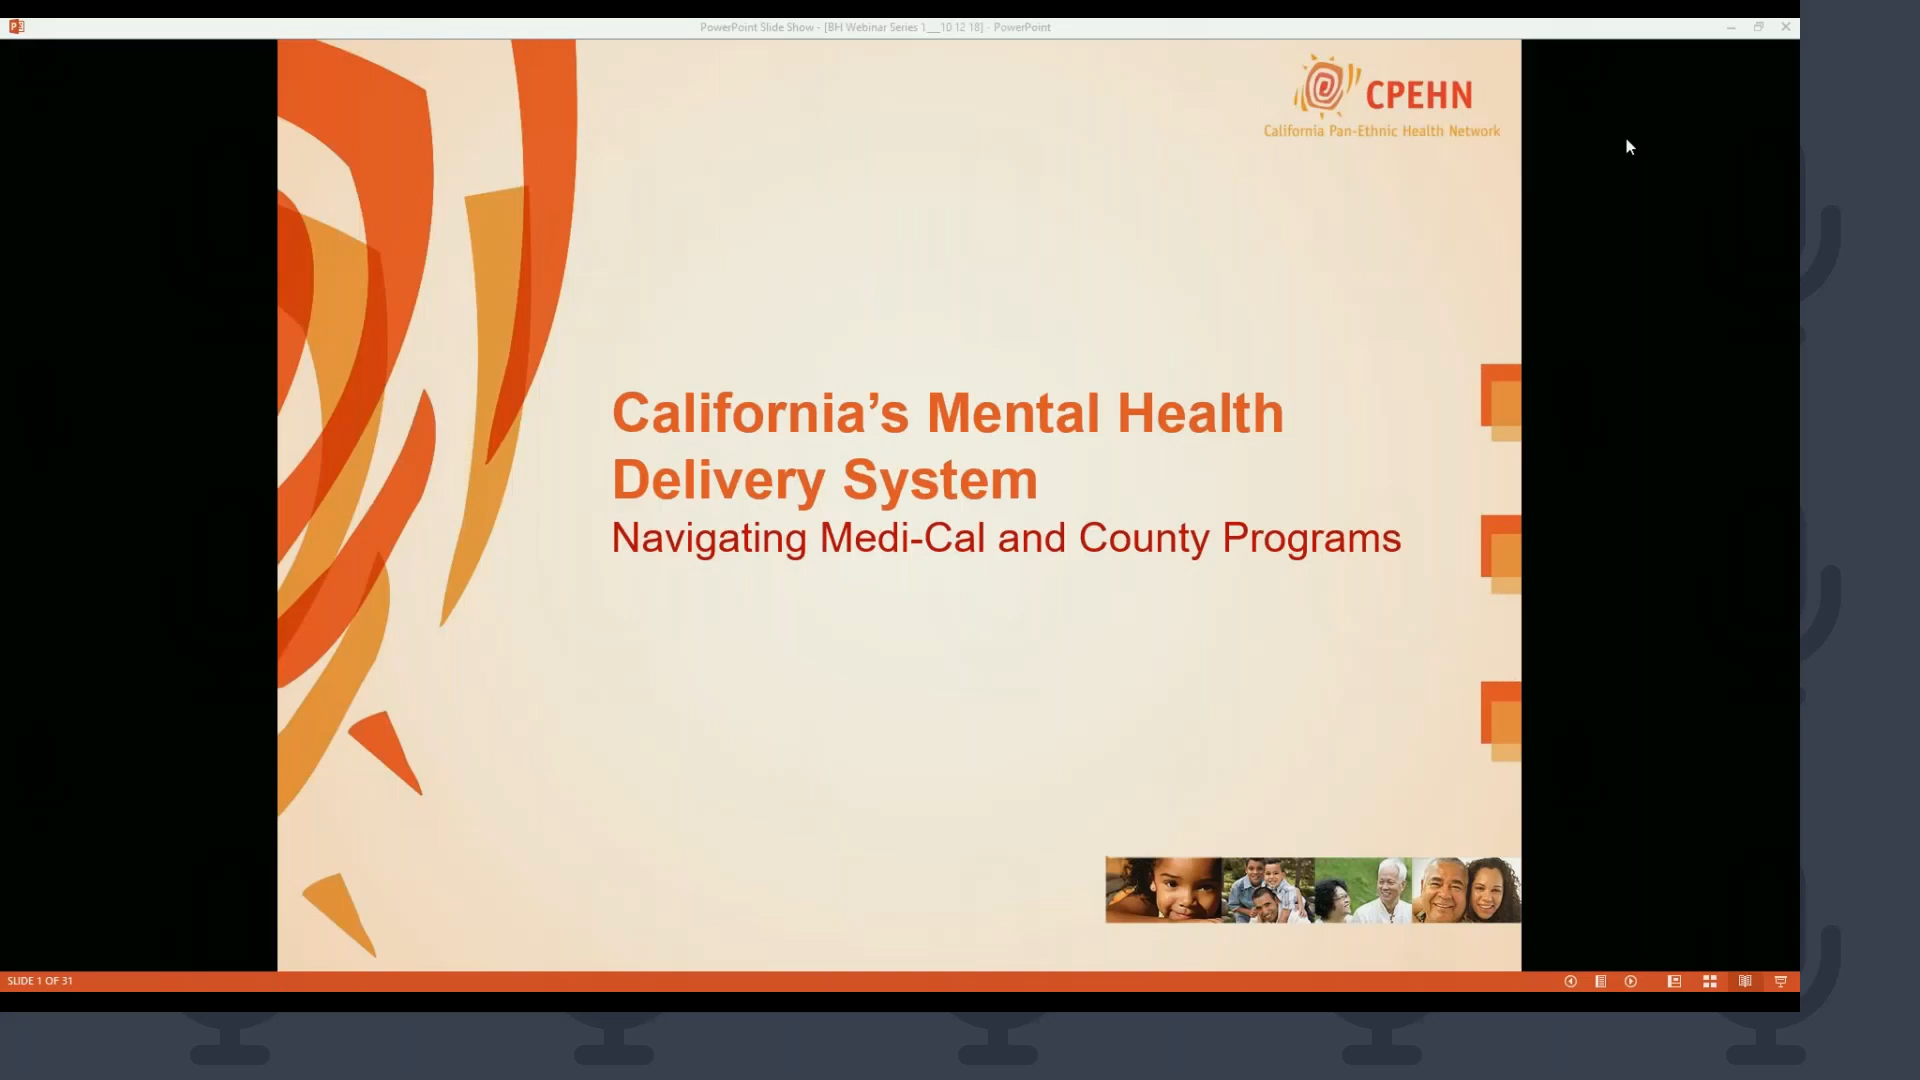 PowerPoint Slide Show - [BH Webinar Series 1__10 12 18] - PowerPoint
CPEHN
California Pan-Ethnic Health Network
California’s Mental Health
Delivery System
Navigating Medi-Cal and County Programs
SLIDE 1 OF 31